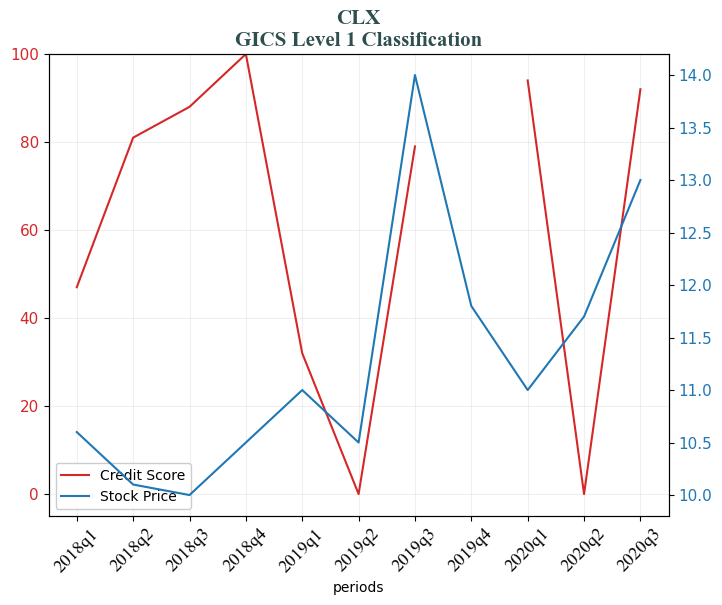 CLX
GICS Level 1 Classification
100
80
60
40
20
0
14.0
13.5
13.0
12.5
12.0
11.5
11.0
10.5
10.0
Credit Score
Stock Price
2018q1
2018q2
2018q3
2018q4
2019q1
2019q2
2019q3
2019q4
2020q1
2020q2
2020q3
periods